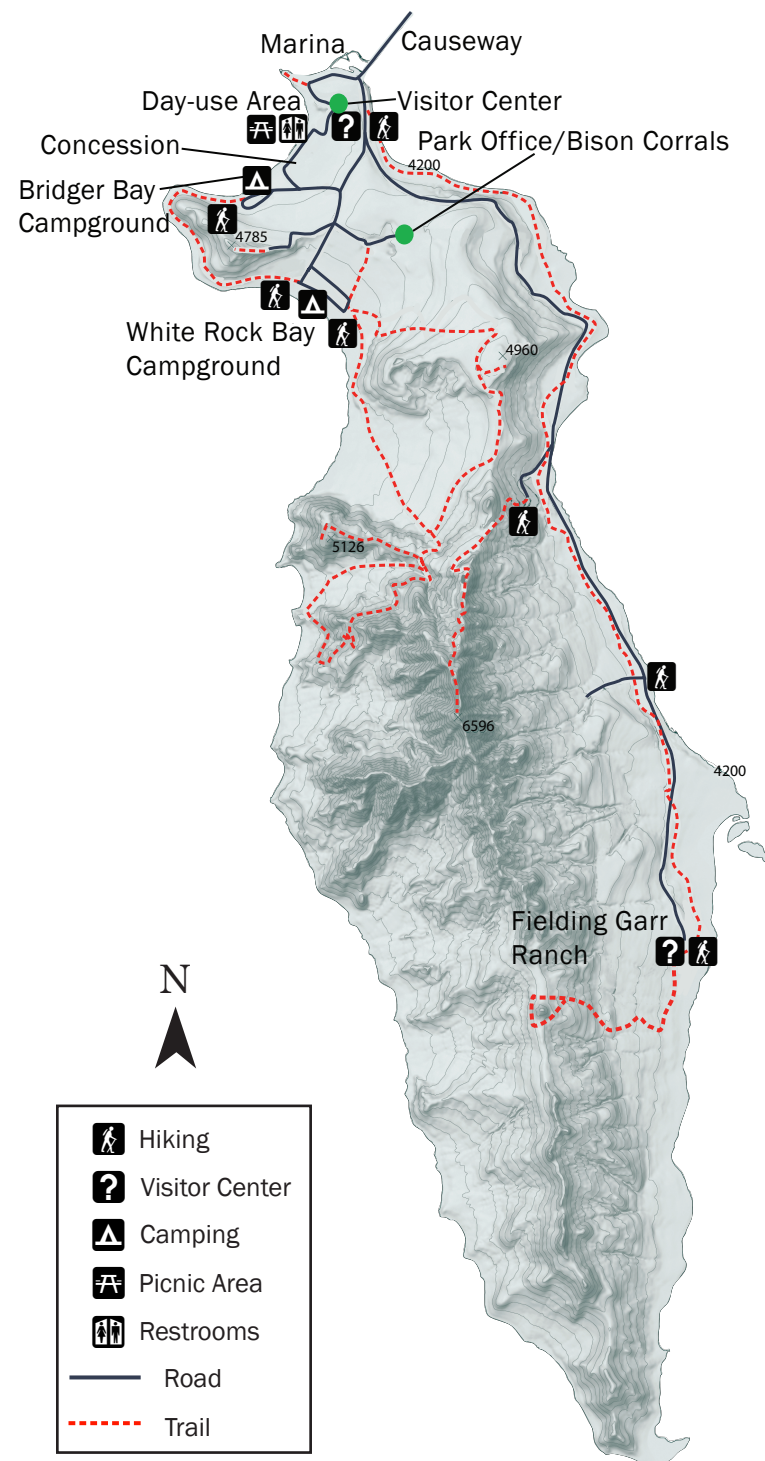 Marina
Causeway
Day-use Area
Visitor Center
?
Concession
Park Office/Bison Corrals
4200
Bridger Bay
Campground
4785
White Rock Bay
Campground
4960
5126
6596
4200
Fielding Garr
Ranch
?
N
Hiking
?
Visitor Center
Camping
Picnic Area
Restrooms
Road
Trail